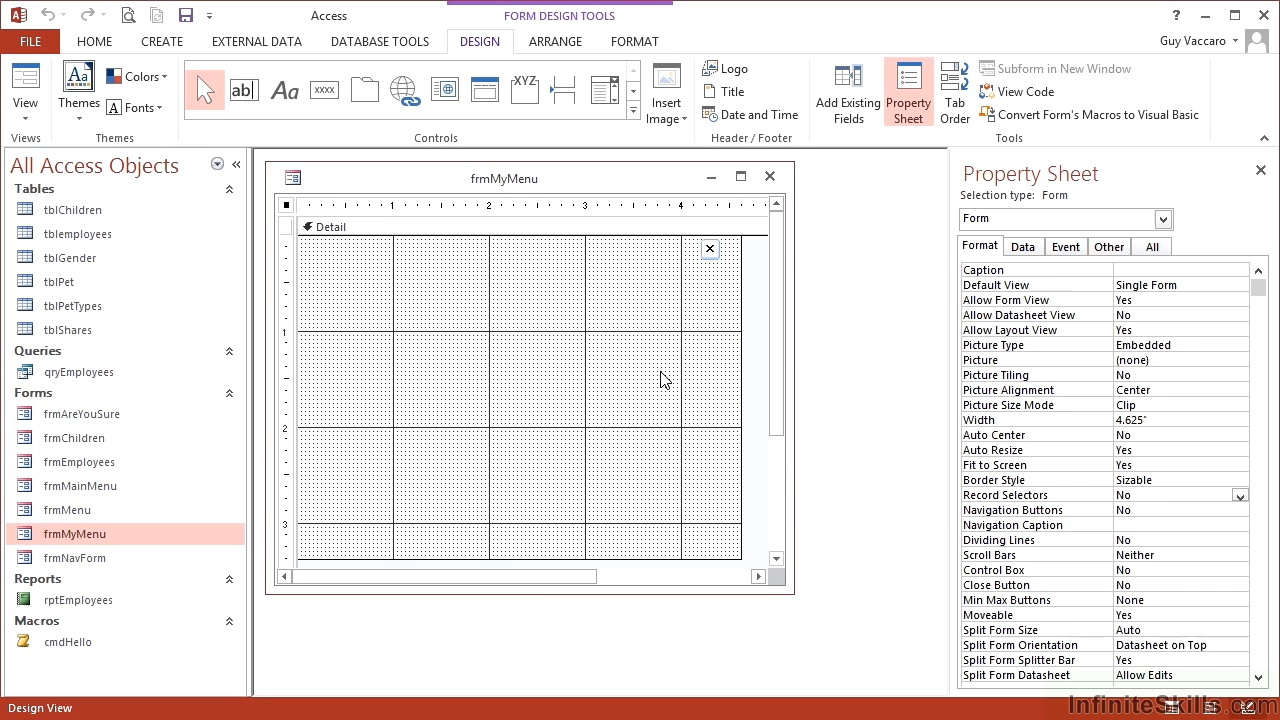 Access
FORM DESIGN TOOLS
?
FILE
HOME
CREATE
EXTERNAL DATA
DATABASE TOOLS
DESIGN
ARRANGE
FORMAT
Guy Vaccaro
View
Themes
Aa
Colors
Fonts
ab
Aa
xxxx
XYZ
Insert
Image
Logo
Title
Date and Time
Add Existing
Fields
Property
Sheet
Tab
Order
Subform in New Window
View Code
Convert Form's Macros to Visual Basic
Views
Themes
Controls
Header / Footer
Tools
All Access Objects
Tables
tblChildren
tblemployees
tblGender
tblPet
tblPetTypes
tblShares
Queries
qryEmployees
Forms
frmAreYouSure
frmChildren
frmEmployees
frmMainMenu
frmMenu
frmMyMenu
frmNavForm
Reports
rptEmployees
Macros
cmdHello
frmMyMenu
1 2 3 4
Detail
1
2
3
Property Sheet
Selection type: Form
Form
Format Data Event Other All
Caption
Default View Single Form
Allow Form View Yes
Allow Datasheet View No
Allow Layout View Yes
Picture Type Embedded
Picture (none)
Picture Tiling No
Picture Alignment Center
Picture Size Mode Clip
Width 4.625"
Auto Center No
Auto Resize Yes
Fit to Screen Yes
Border Style Sizable
Record Selectors No
Navigation Buttons No
Navigation Caption
Dividing Lines No
Scroll Bars Neither
Control Box No
Close Button No
Min Max Buttons None
Moveable Yes
Split Form Size Auto
Split Form Orientation Datasheet on Top
Split Form Splitter Bar Yes
Split Form Datasheet Allow Edits
Design View
InfiniteSkills.com